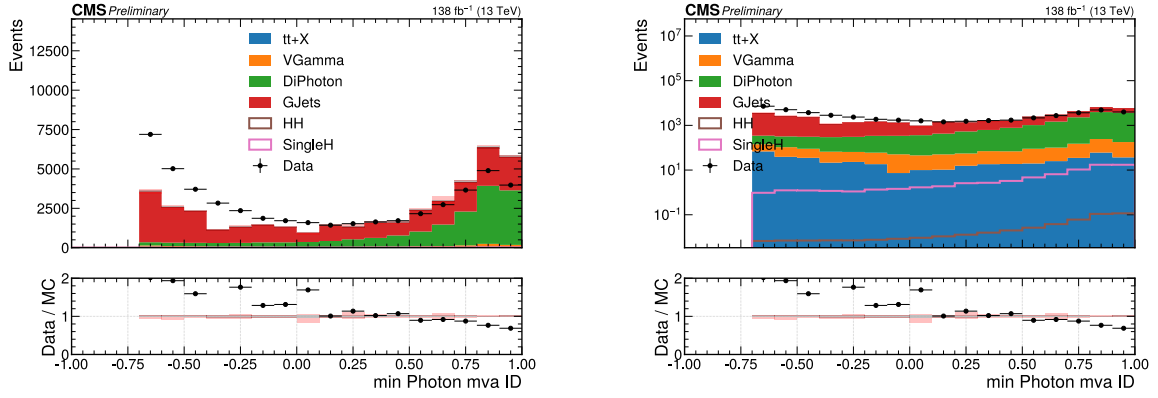 CMS Preliminary 138 fb⁻¹ (13 TeV)
Events
12500
10000
7500
5000
2500
0
tt+X
VGamma
DiPhoton
GJets
HH
SingleH
Data
Data / MC
2
1
0
-1.00 -0.75 -0.50 -0.25 0.00 0.25 0.50 0.75 1.00
min Photon mva ID
CMS Preliminary 138 fb⁻¹ (13 TeV)
Events
10⁷
10⁵
10³
10¹
10⁻¹
tt+X
VGamma
DiPhoton
GJets
HH
SingleH
Data
Data / MC
2
1
0
-1.00 -0.75 -0.50 -0.25 0.00 0.25 0.50 0.75 1.00
min Photon mva ID